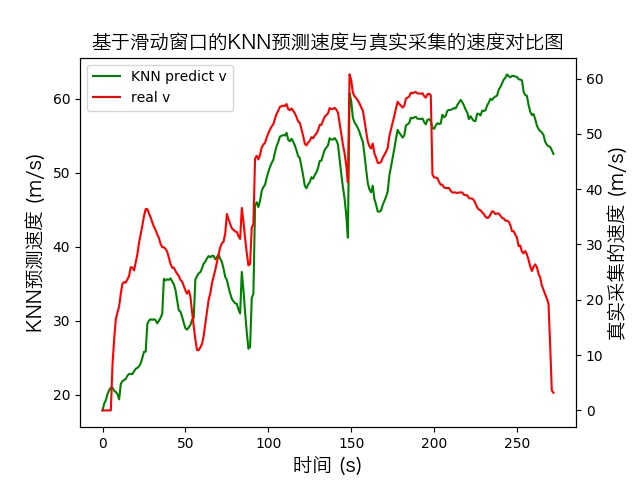 基于滑动窗口的KNN预测速度与真实采集的速度对比图
KNN predict v
real v
KNN预测速度 (m/s)
60
50
40
30
20
真实采集的速度 (m/s)
60
50
40
30
20
10
0
0 50 100 150 200 250
时间 (s)